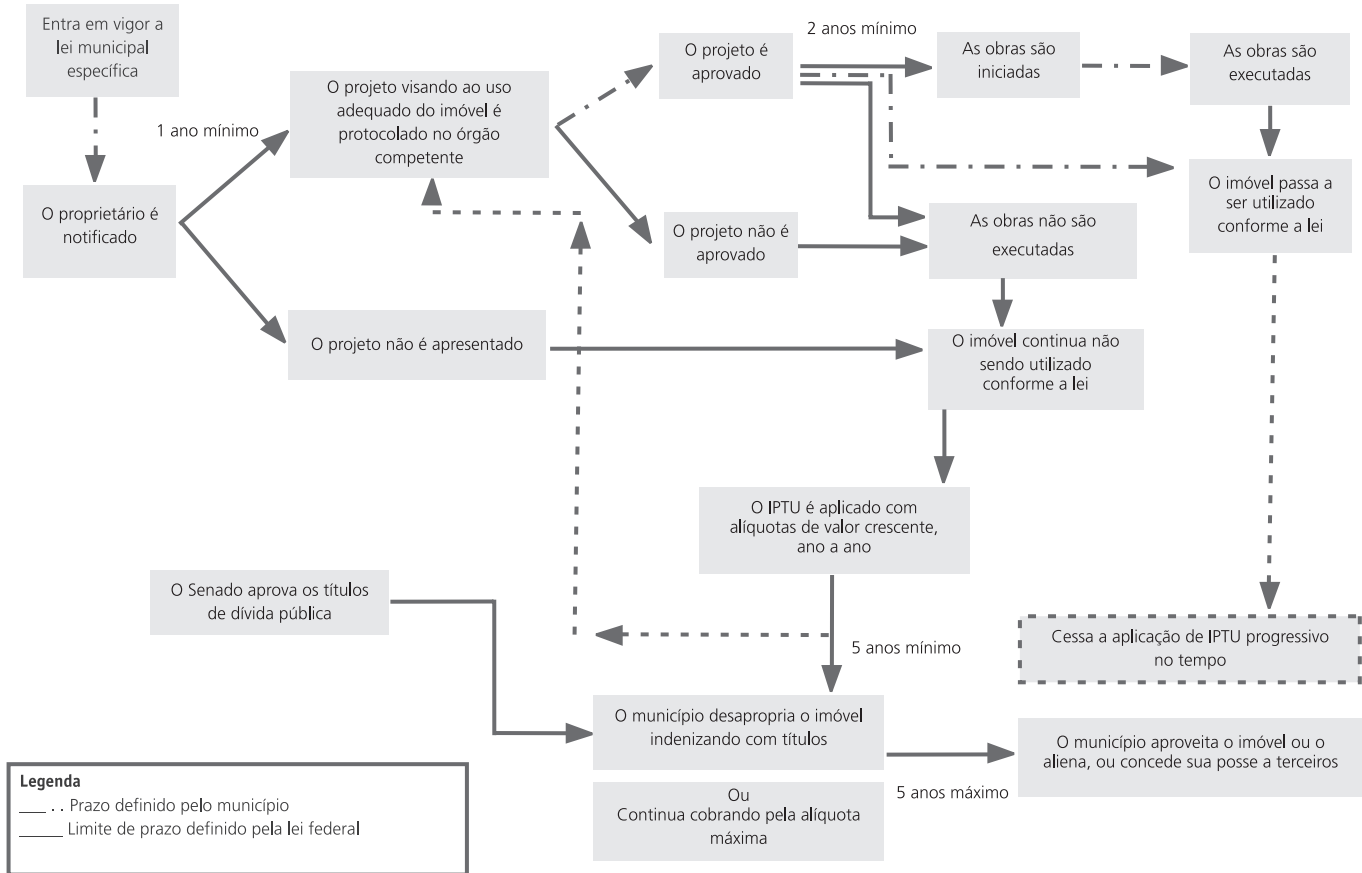 Entra em vigor a
lei municipal
específica
1 ano mínimo
O proprietário é
notificado
O projeto visando ao uso
adequado do imóvel é
protocolado no órgão
competente
O projeto não é apresentado
O projeto é
aprovado
O projeto não é
aprovado
2 anos mínimo
As obras são
iniciadas
As obras são
executadas
O imóvel passa a
ser utilizado
conforme a lei
As obras não são
executadas
O imóvel continua não
sendo utilizado
conforme a lei
O IPTU é aplicado com
alíquotas de valor crescente,
ano a ano
O Senado aprova os títulos
de dívida pública
5 anos mínimo
Cessa a aplicação de IPTU progressivo
no tempo
O município desapropria o imóvel
indenizando com títulos
Ou
Continua cobrando pela alíquota
máxima
5 anos máximo
O município aproveita o imóvel ou o
aliena, ou concede sua posse a terceiros
Legenda
___ . . Prazo definido pelo município
_____ Limite de prazo definido pela lei federal